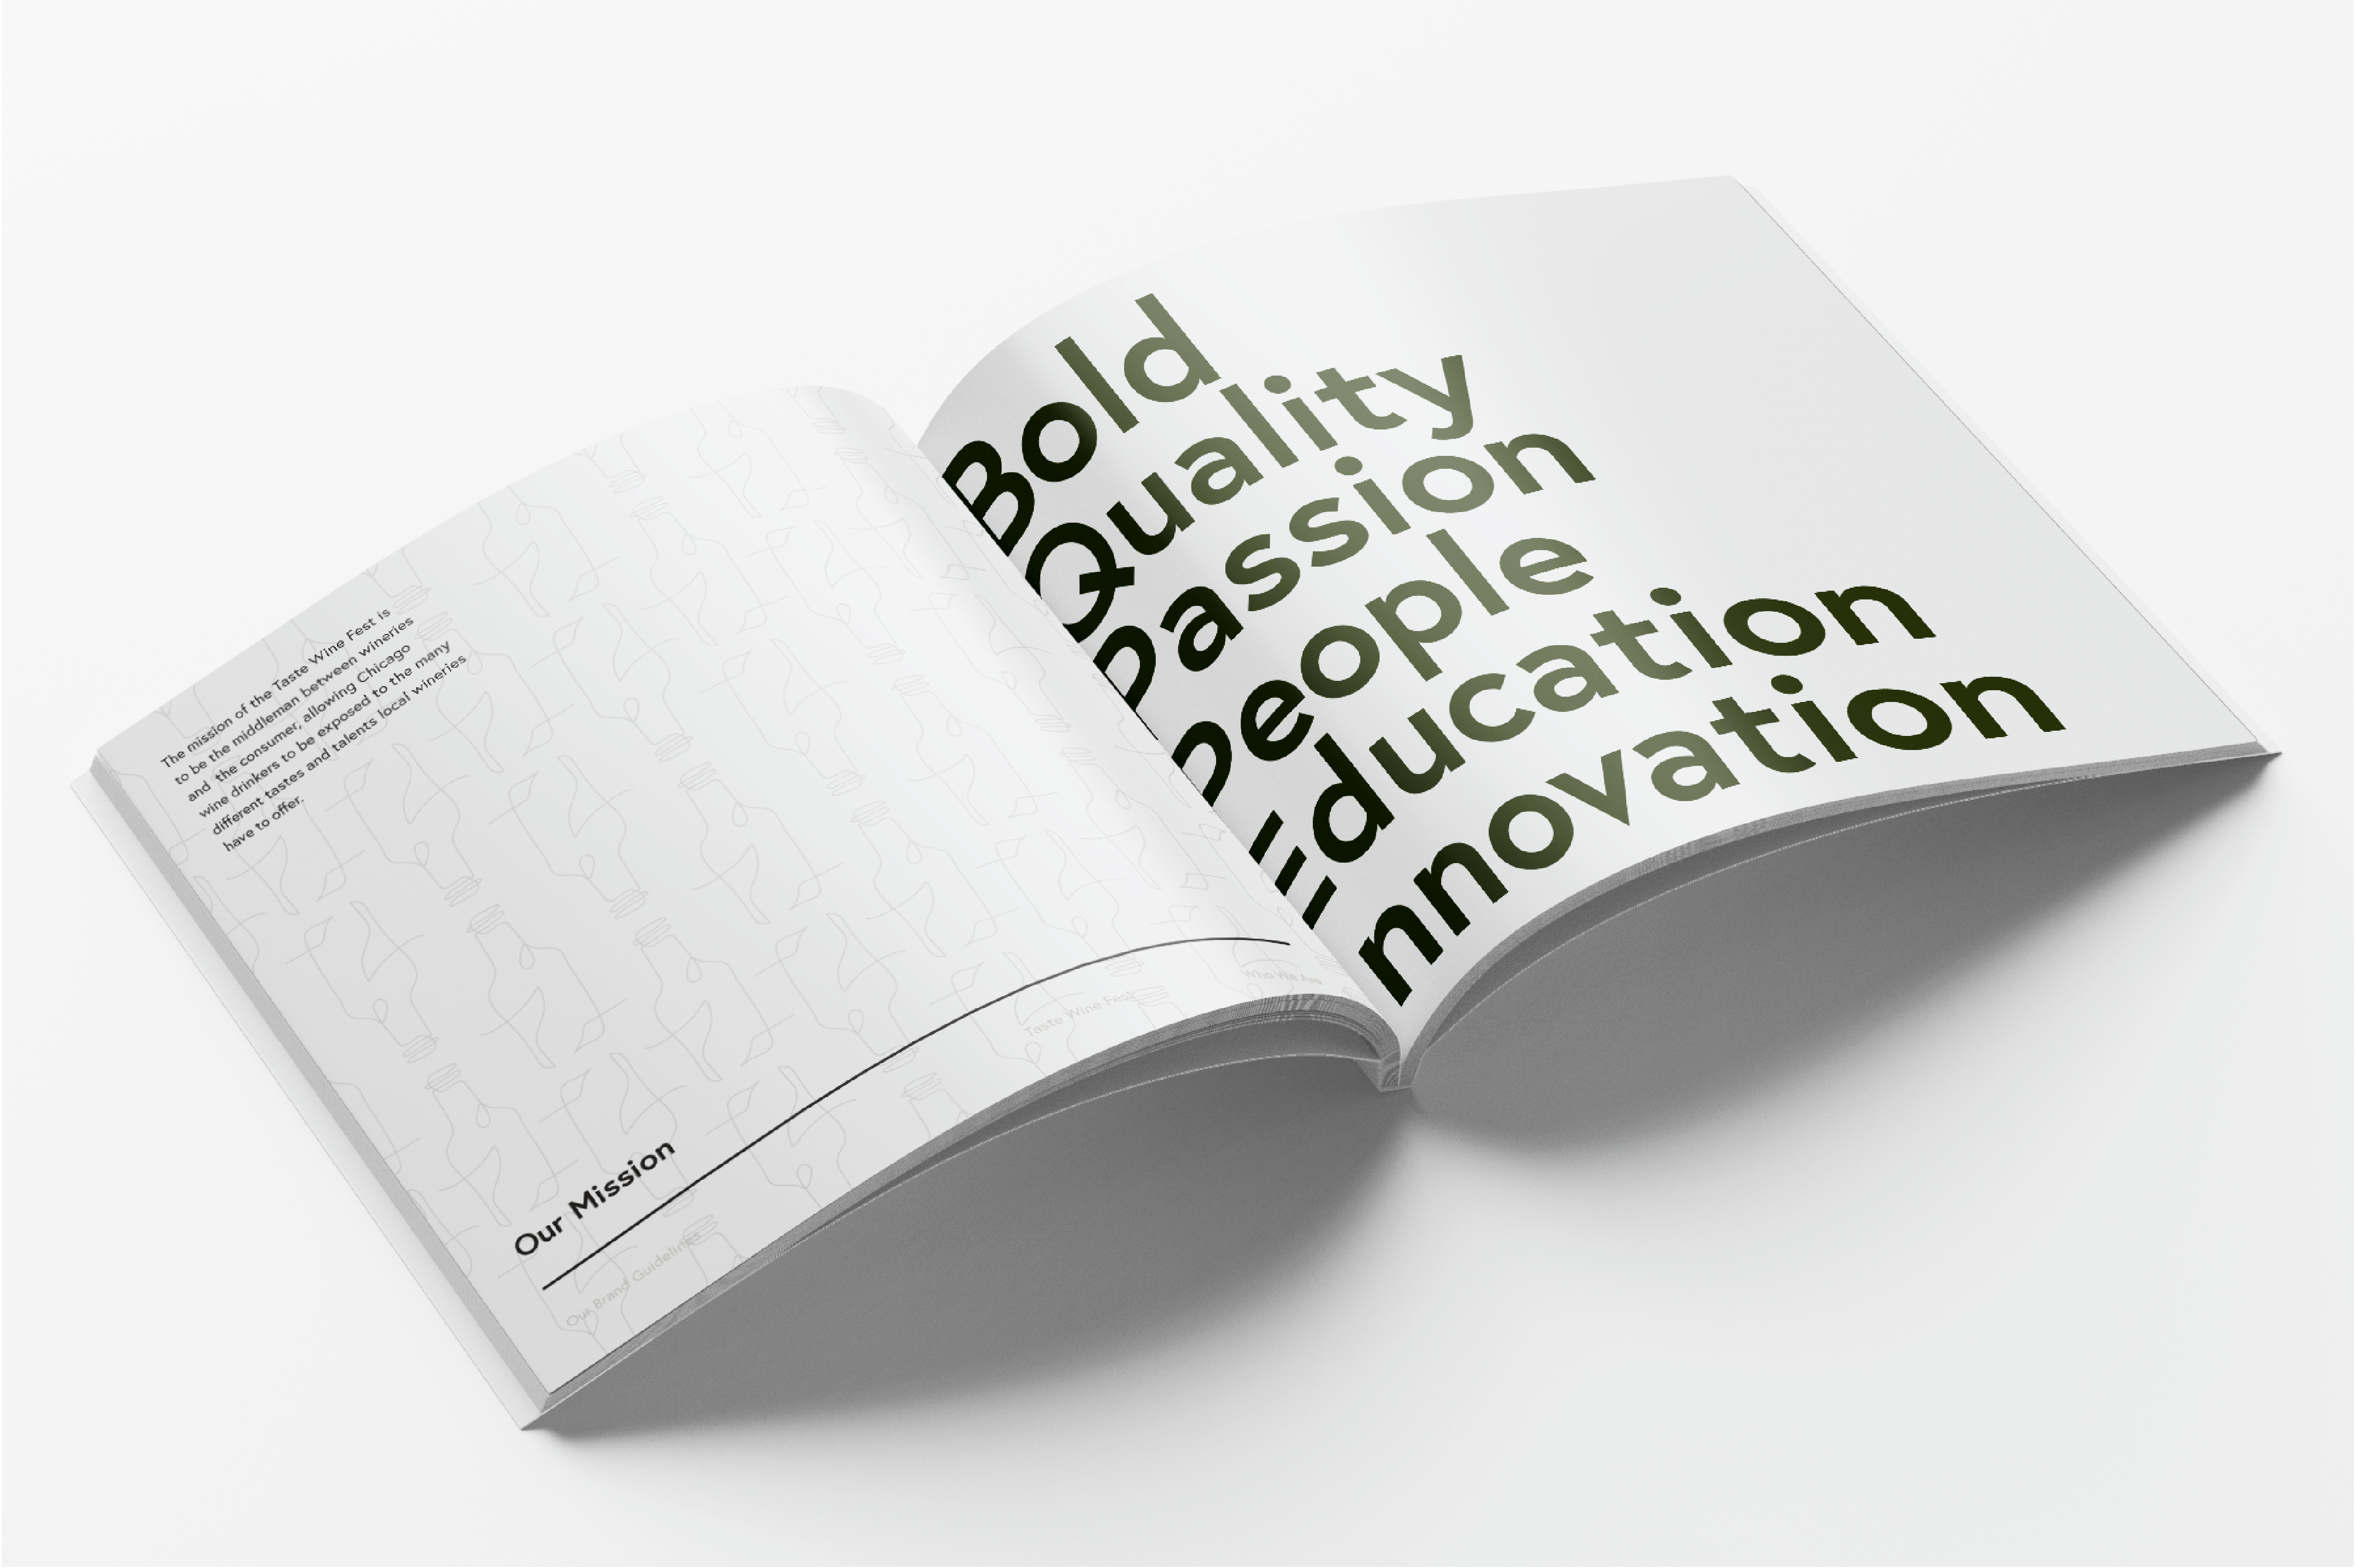 The mission of the Taste Wine Fest is
to be the middleman between wineries
and the consumer, allowing Chicago
wine drinkers to be exposed to the many
different tastes and talents local wineries
have to offer.
Our Mission
Our Brand Guidelines
Taste Wine Fest
Who We Are
Bold
Quality
Passion
People
Education
nnovation